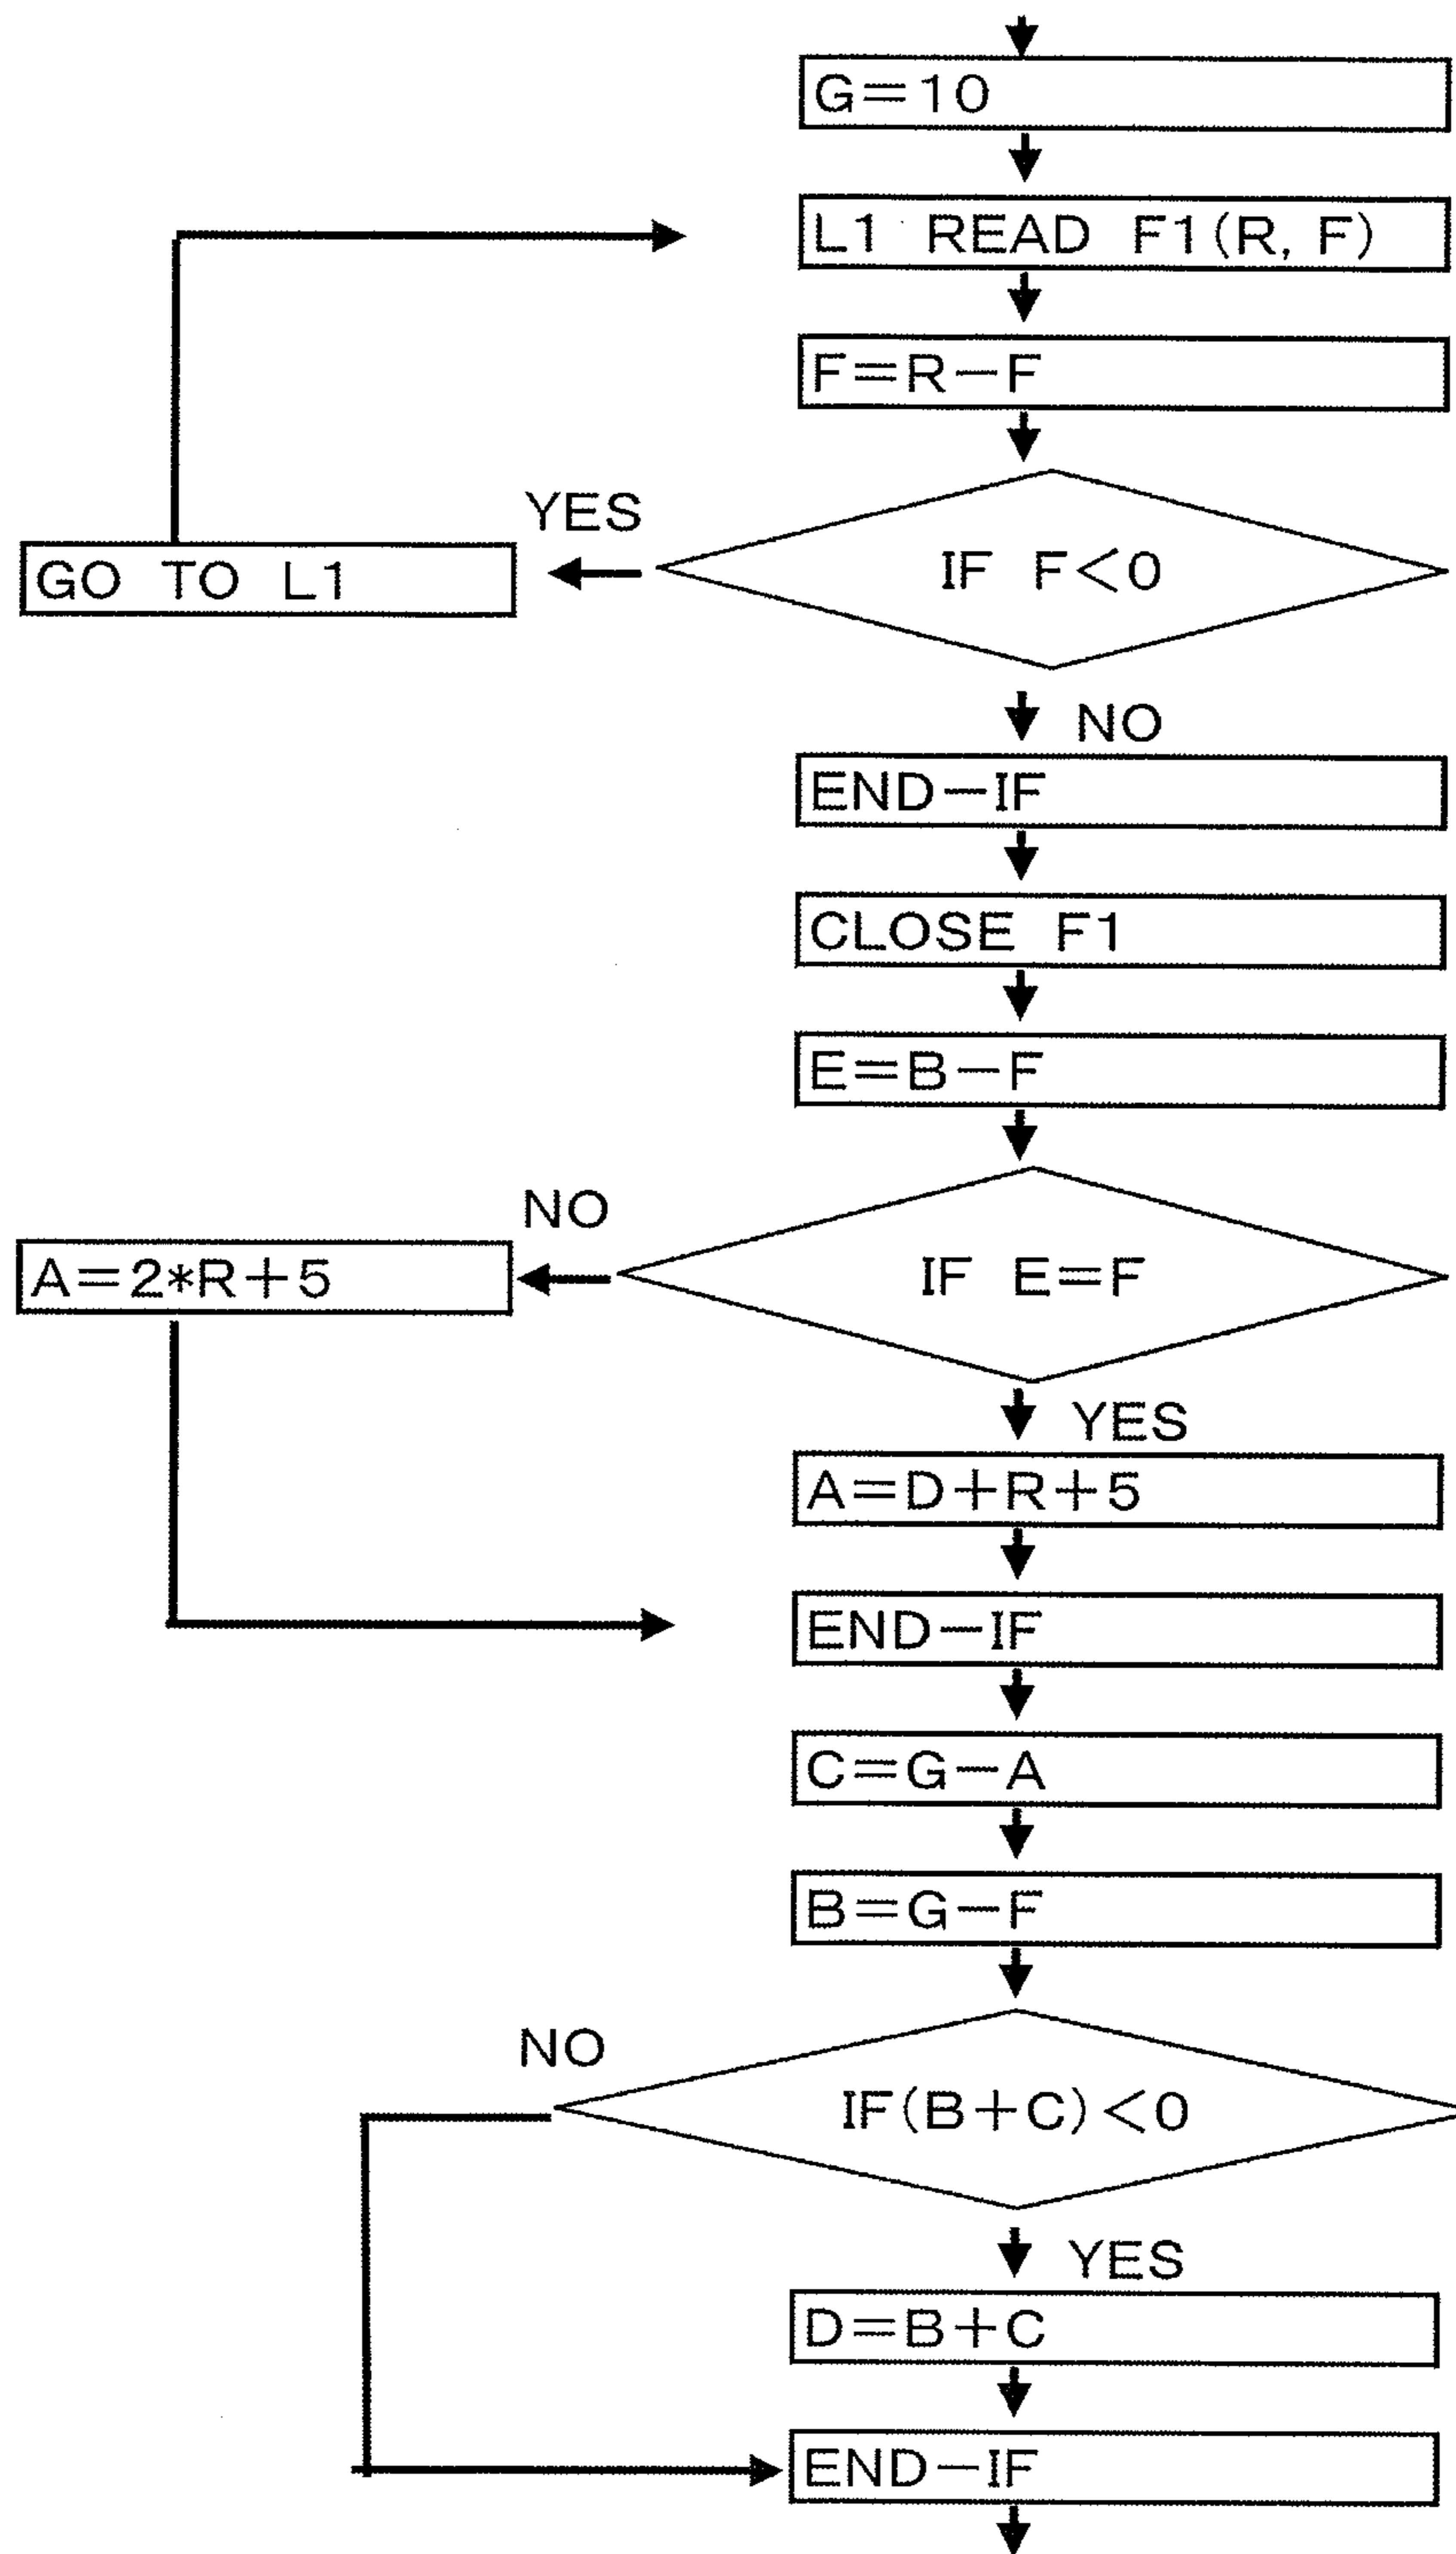 G=10
L1 READ F1(R, F)
F=R-F
YES
GO TO L1
IF F<0
NO
END-IF
CLOSE F1
E=B-F
NO
A=2*R+5
IF E=F
YES
A=D+R+5
END-IF
C=G-A
B=G-F
NO
IF(B+C)<0
YES
D=B+C
END-IF